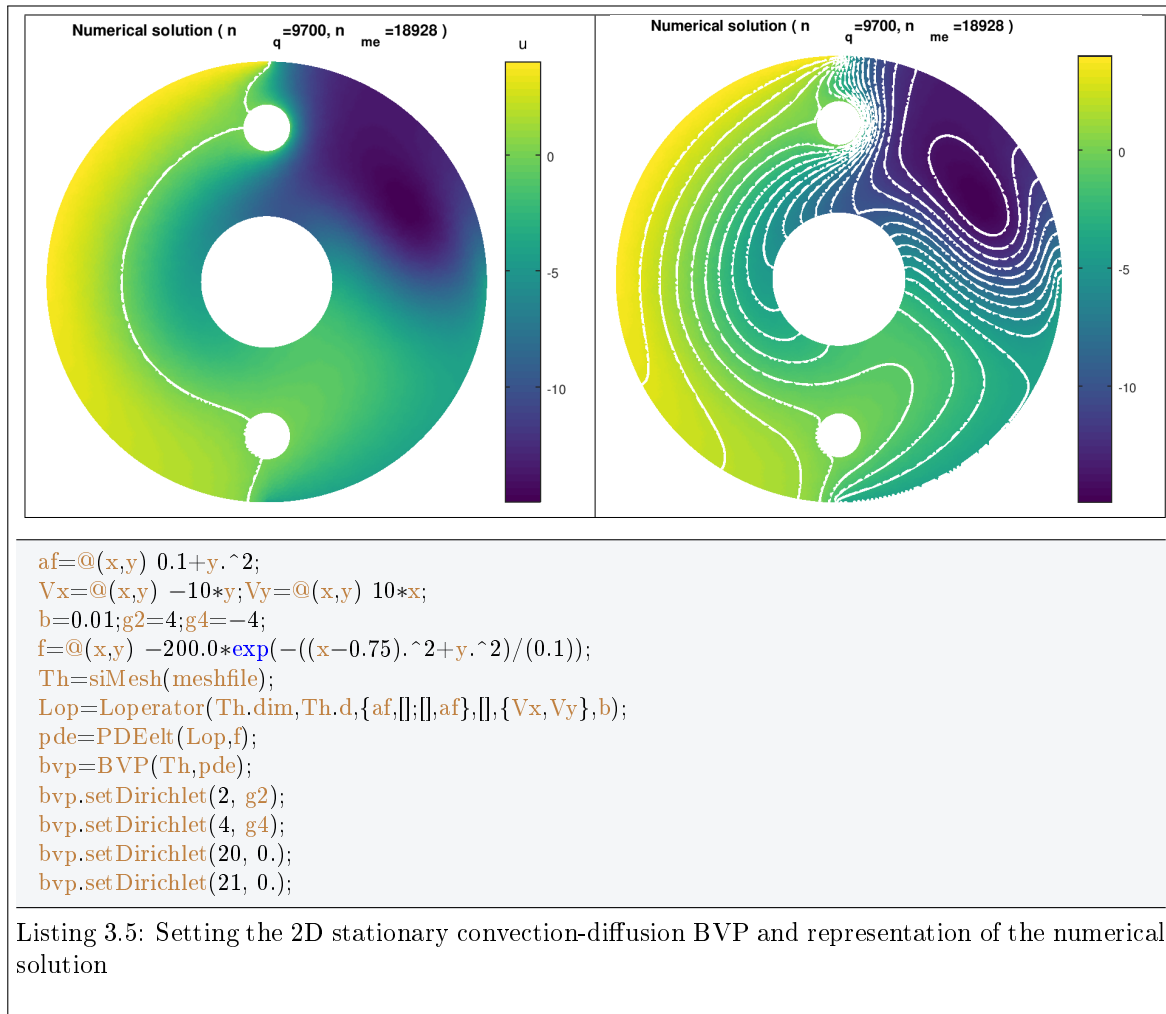 Numerical solution ( n q=9700, n me =18928 )
u
0
-5
-10
Numerical solution ( n q=9700, n me =18928 )
0
-5
-10
af=@(x,y) 0.1+y.^2;
Vx=@(x,y) −10*y;Vy=@(x,y) 10*x;
b=0.01;g2=4;g4=−4;
f=@(x,y) −200.0*exp(−((x−0.75).^2+y.^2)/(0.1));
Th=siMesh(meshfile);
Lop=Loperator(Th.dim,Th.d,{af,[];[],af},[],{Vx,Vy},b);
pde=PDEelt(Lop,f);
bvp=BVP(Th,pde);
bvp.setDirichlet(2, g2);
bvp.setDirichlet(4, g4);
bvp.setDirichlet(20, 0.);
bvp.setDirichlet(21, 0.);
Listing 3.5: Setting the 2D stationary convection-diffusion BVP and representation of the numerical
solution